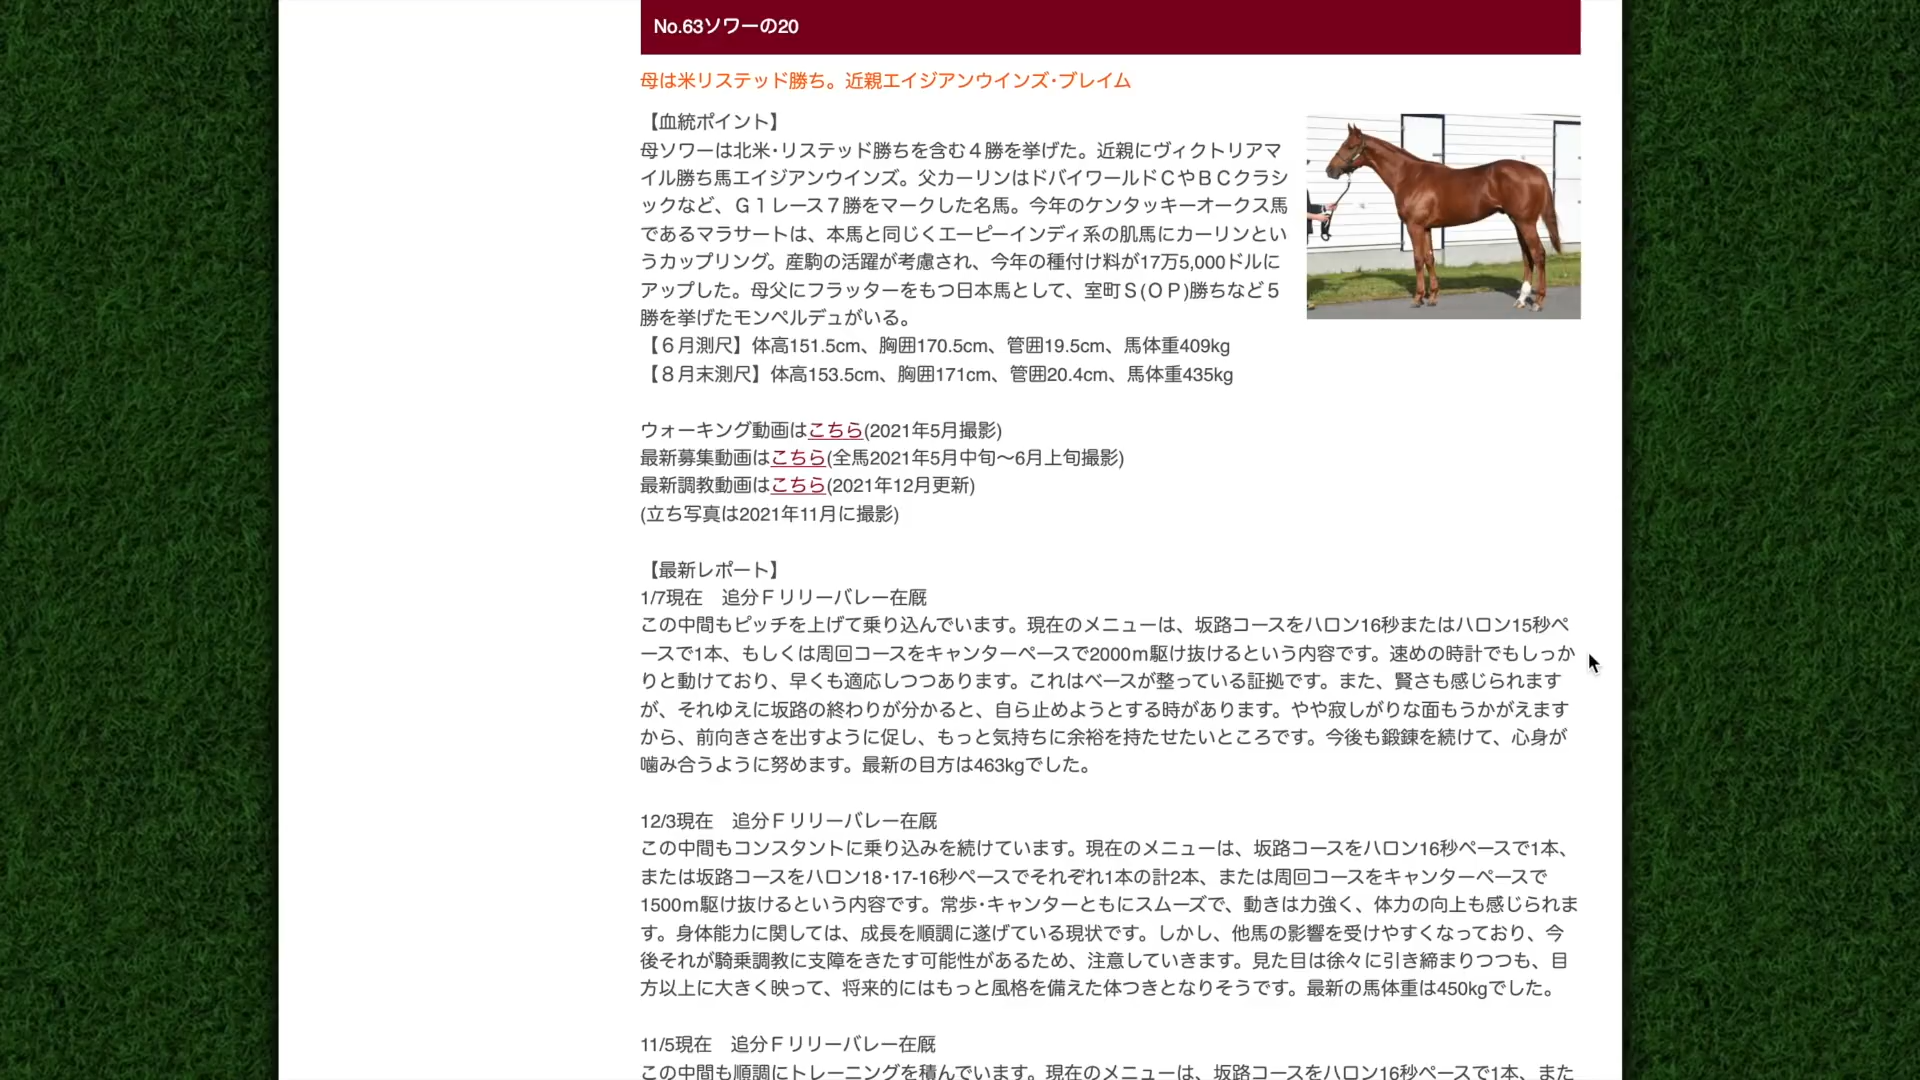 No.63ソワーの20
母は米リステッド勝ち。近親エイジアンウインズ･ブレイム
【血統ポイント】
母ソワーは北米･リステッド勝ちを含む４勝を挙げた。近親にヴィクトリアマ
イル勝ち馬エイジアンウインズ。父カーリンはドバイワールドＣやＢＣクラシ
ックなど、Ｇ１レース７勝をマークした名馬。今年のケンタッキーオークス馬
であるマラサートは、本馬と同じくエーピーインディ系の肌馬にカーリンとい
うカップリング。産駒の活躍が考慮され、今年の種付け料が17万5,000ドルに
アップした。母父にフラッターをもつ日本馬として、室町Ｓ(ＯＰ)勝ちなど５
勝を挙げたモンペルデュがいる。
【６月測尺】体高151.5cm、胸囲170.5cm、管囲19.5cm、馬体重409kg
【８月末測尺】体高153.5cm、胸囲171cm、管囲20.4cm、馬体重435kg
ウォーキング動画はこちら(2021年5月撮影)
最新募集動画はこちら(全馬2021年5月中旬〜6月上旬撮影)
最新調教動画はこちら(2021年12月更新)
(立ち写真は2021年11月に撮影)
【最新レポート】
1/7現在　追分Ｆリリーバレー在厩
この中間もピッチを上げて乗り込んでいます。現在のメニューは、坂路コースをハロン16秒またはハロン15秒ペ
ースで1本、もしくは周回コースをキャンターペースで2000ｍ駆け抜けるという内容です。速めの時計でもしっか
りと動けており、早くも適応しつつあります。これはベースが整っている証拠です。また、賢さも感じられます
が、それゆえに坂路の終わりが分かると、自ら止めようとする時があります。やや寂しがりな面もうかがえます
から、前向きさを出すように促し、もっと気持ちに余裕を持たせたいところです。今後も鍛錬を続けて、心身が
噛み合うように努めます。最新の目方は463kgでした。
12/3現在　追分Ｆリリーバレー在厩
この中間もコンスタントに乗り込みを続けています。現在のメニューは、坂路コースをハロン16秒ペースで1本、
または坂路コースをハロン18･17-16秒ペースでそれぞれ1本の計2本、または周回コースをキャンターペースで
1500ｍ駆け抜けるという内容です。常歩･キャンターともにスムーズで、動きは力強く、体力の向上も感じられま
す。身体能力に関しては、成長を順調に遂げている現状です。しかし、他馬の影響を受けやすくなっており、今
後それが騎乗調教に支障をきたす可能性があるため、注意していきます。見た目は徐々に引き締まりつつも、目
方以上に大きく映って、将来的にはもっと風格を備えた体つきとなりそうです。最新の馬体重は450kgでした。
11/5現在　追分Ｆリリーバレー在厩
この中間も順調にトレーニングを積んでいます。現在のメニューは、坂路コースをハロン16秒ペースで1本、また